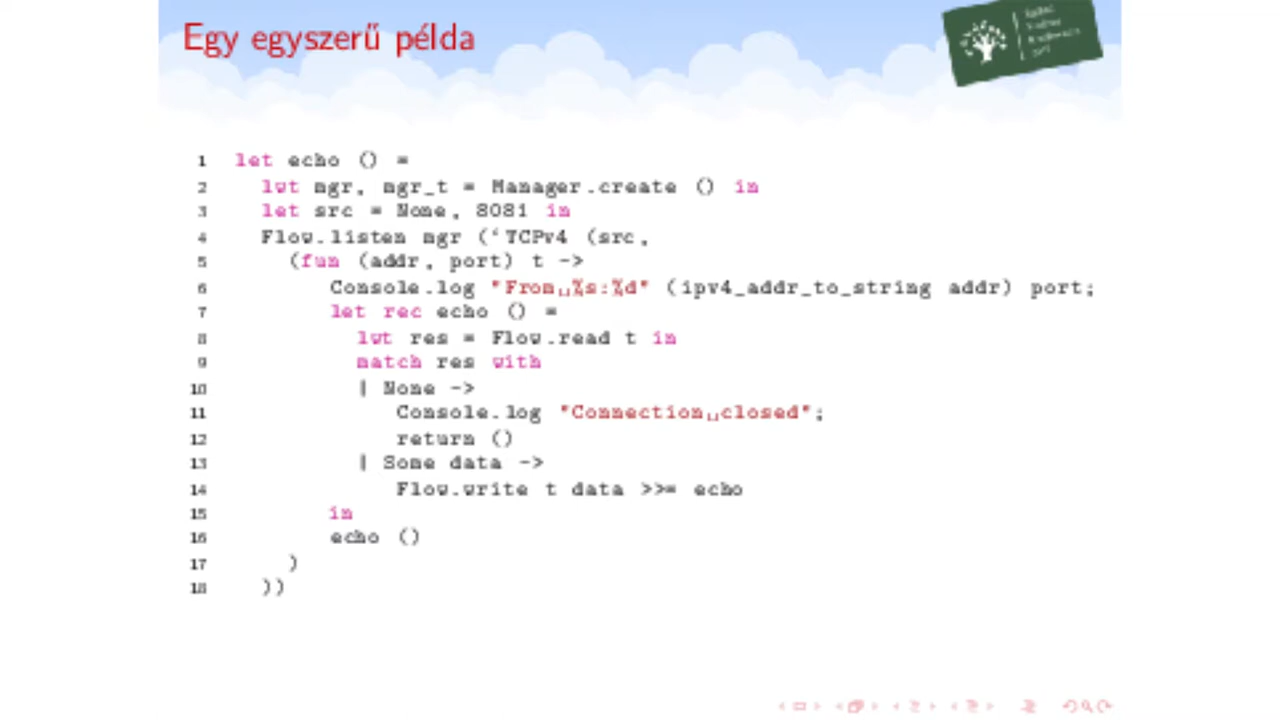 Egy egyszerű példa
1 let echo () =
2 lwt mgr, mgr_t = Manager.create () in
3 let src = None, 8081 in
4 Flow.listen mgr (‘TCPv4 (src,
5 (fun (addr, port) t ->
6 Console.log "From␣%s:%d" (ipv4_addr_to_string addr) port;
7 let rec echo () =
8 lwt res = Flow.read t in
9 match res with
10 | None ->
11 Console.log "Connection␣closed";
12 return ()
13 | Some data ->
14 Flow.write t data >>= echo
15 in
16 echo ()
17 )
18 ))